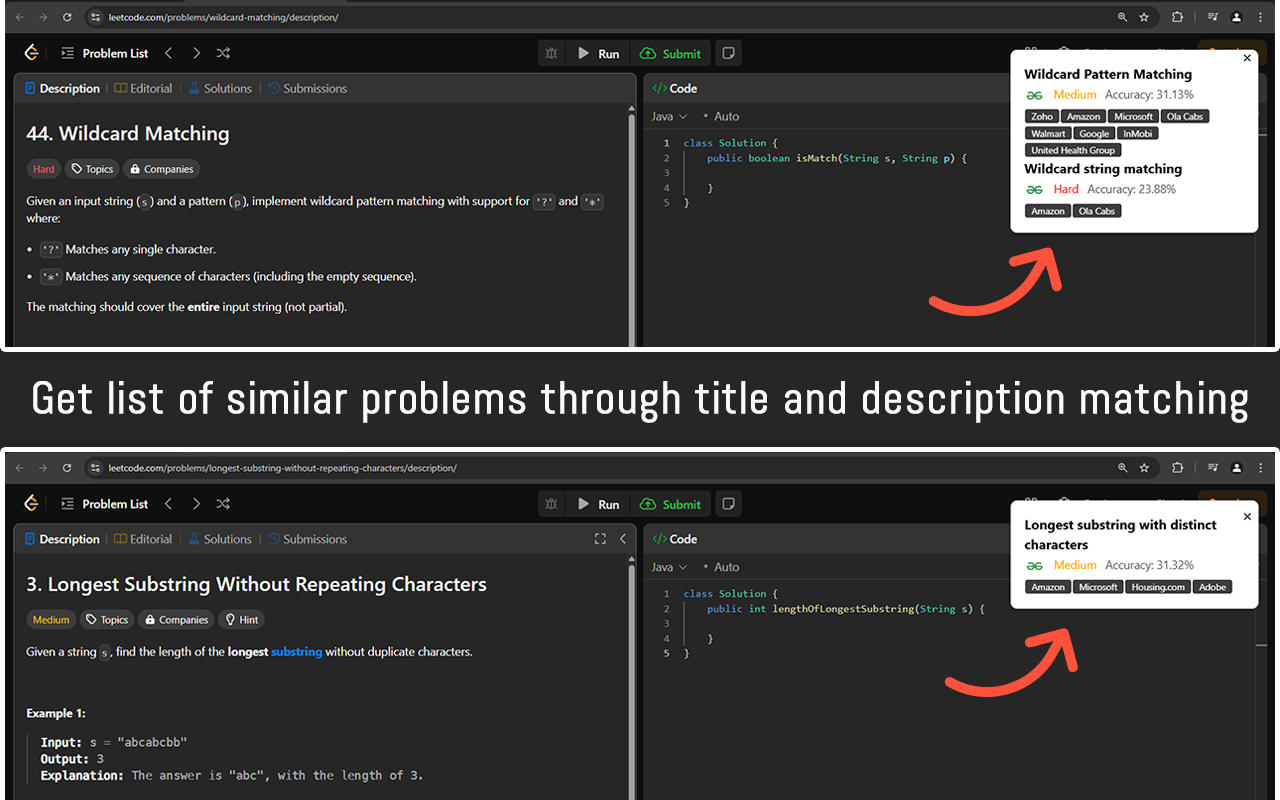 leetcode.com/problems/wildcard-matching/description/
Problem List Run Submit
Description Editorial Solutions Submissions
44. Wildcard Matching
Hard Topics Companies
Given an input string (s) and a pattern (p), implement wildcard pattern matching with support for '?' and '*'
where:
• '?' Matches any single character.
• '*' Matches any sequence of characters (including the empty sequence).
The matching should cover the entire input string (not partial).
</> Code
Java • Auto
1 class Solution {
2 public boolean isMatch(String s, String p) {
3
4 }
5 }
Wildcard Pattern Matching
Medium Accuracy: 31.13%
Zoho Amazon Microsoft Ola Cabs
Walmart Google InMobi
United Health Group
Wildcard string matching
Hard Accuracy: 23.88%
Amazon Ola Cabs
Get list of similar problems through title and description matching
leetcode.com/problems/longest-substring-without-repeating-characters/description/
Problem List Run Submit
Description Editorial Solutions Submissions
3. Longest Substring Without Repeating Characters
Medium Topics Companies Hint
Given a string s, find the length of the longest substring without duplicate characters.
Example 1:
Input: s = "abcabcbb"
Output: 3
Explanation: The answer is "abc", with the length of 3.
</> Code
Java • Auto
1 class Solution {
2 public int lengthOfLongestSubstring(String s) {
3
4 }
5 }
Longest substring with distinct
characters
Medium Accuracy: 31.32%
Amazon Microsoft Housing.com Adobe